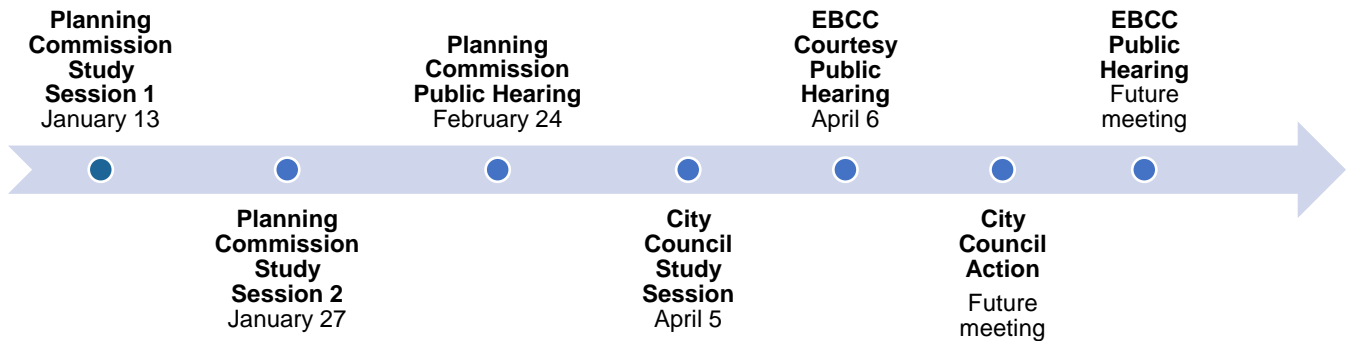 Planning
Commission
Study
Session 1
January 13
Planning
Commission
Study
Session 2
January 27
Planning
Commission
Public Hearing
February 24
City
Council
Study
Session
April 5
EBCC
Courtesy
Public
Hearing
April 6
City
Council
Action
Future
meeting
EBCC
Public
Hearing
Future
meeting